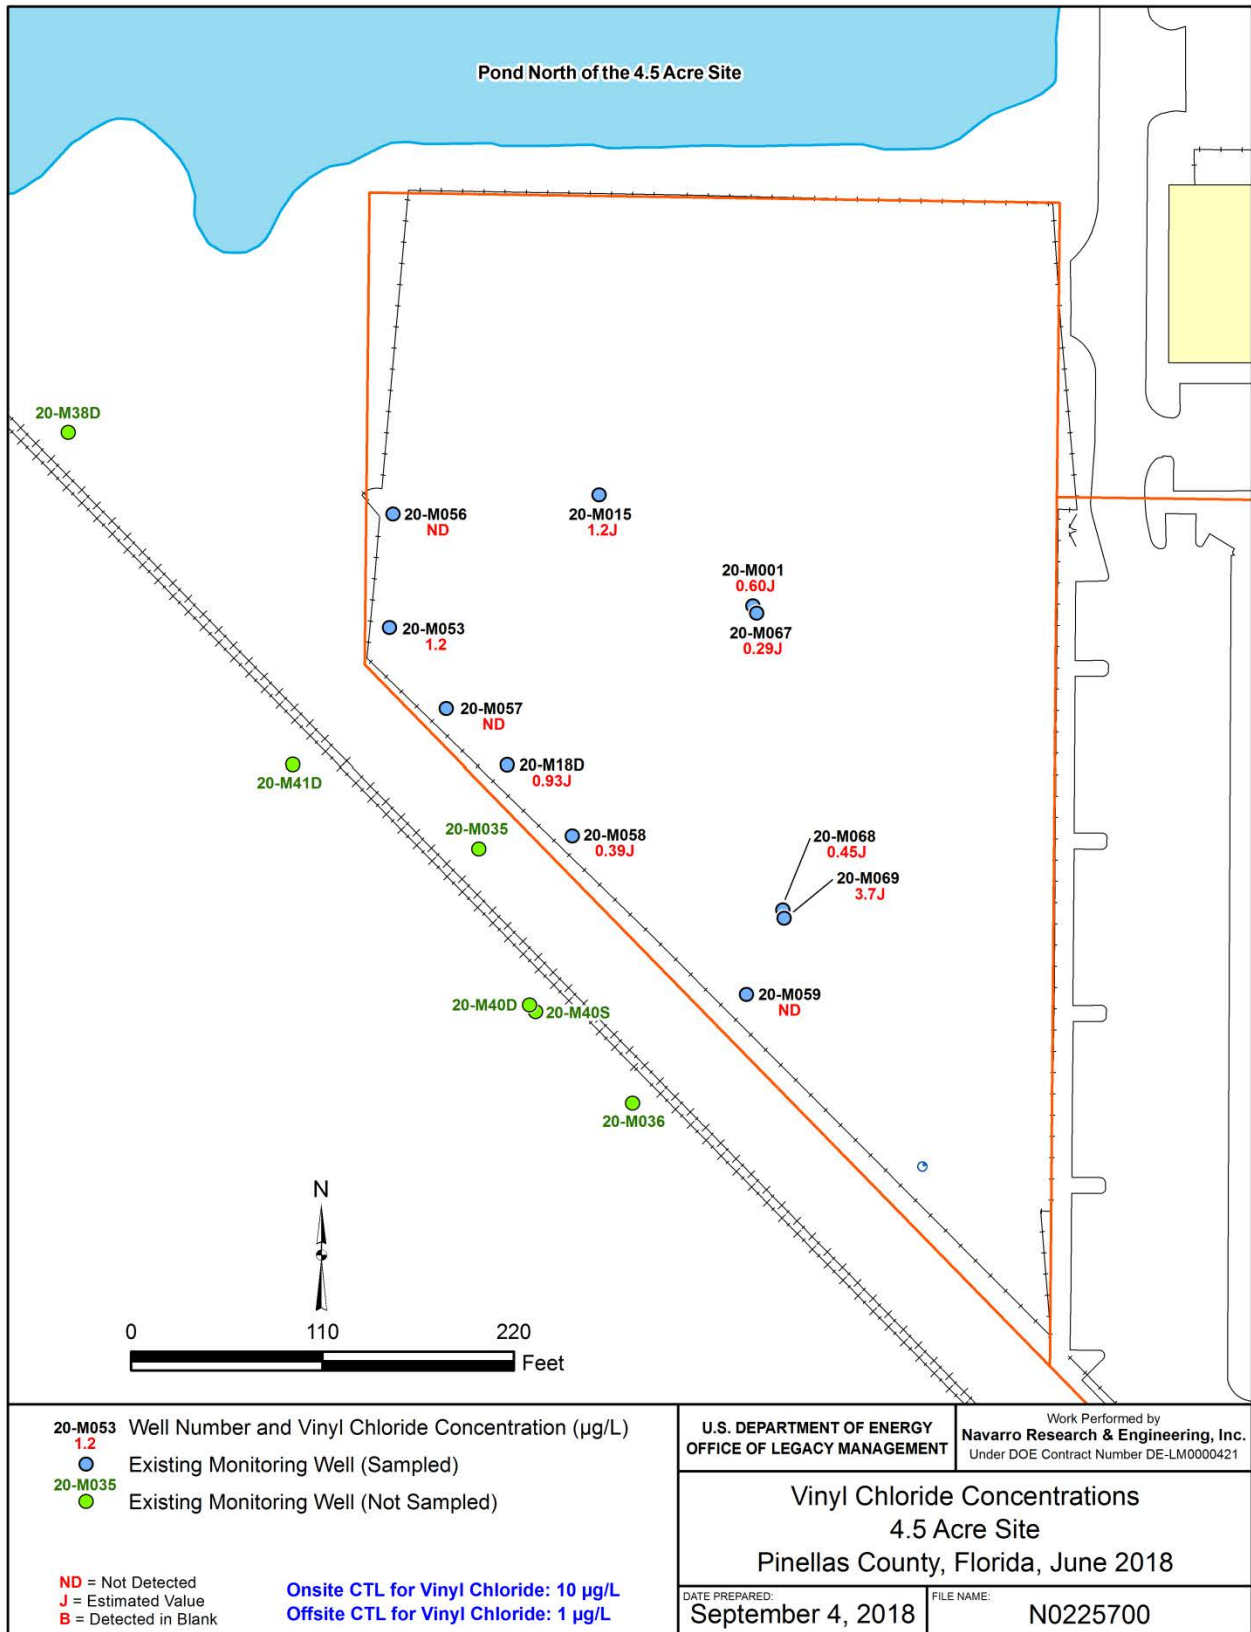 Pond North of the 4.5 Acre Site
20-M38D
20-M056
ND
20-M015
1.2J
20-M001
0.60J
20-M067
0.29J
20-M053
1.2
20-M057
ND
20-M18D
0.93J
20-M41D
20-M035
20-M058
0.39J
20-M068
0.45J
20-M069
3.7J
20-M059
ND
20-M40D
20-M40S
20-M036
N
0 110 220
Feet
20-M053
1.2
Well Number and Vinyl Chloride Concentration (µg/L)
Existing Monitoring Well (Sampled)
20-M035
Existing Monitoring Well (Not Sampled)
ND = Not Detected
J = Estimated Value
B = Detected in Blank
Onsite CTL for Vinyl Chloride: 10 µg/L
Offsite CTL for Vinyl Chloride: 1 µg/L
U.S. DEPARTMENT OF ENERGY
OFFICE OF LEGACY MANAGEMENT
Work Performed by
Navarro Research & Engineering, Inc.
Under DOE Contract Number DE-LM0000421
Vinyl Chloride Concentrations
4.5 Acre Site
Pinellas County, Florida, June 2018
DATE PREPARED:
September 4, 2018
FILE NAME:
N0225700